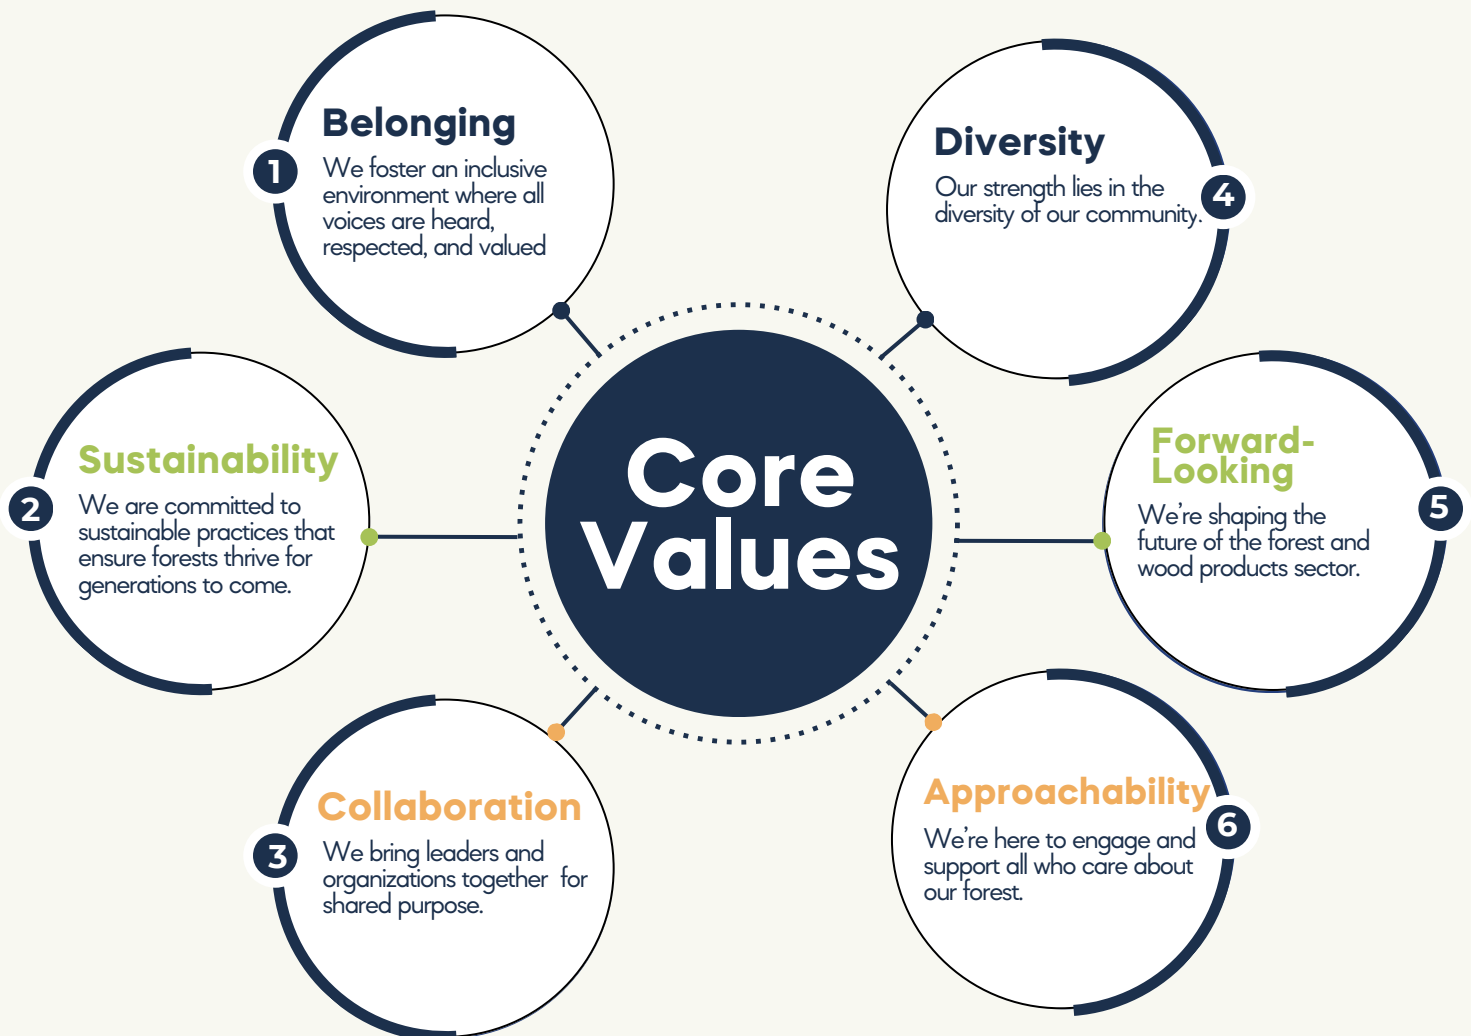 Core
Values
1
Belonging
We foster an inclusive
environment where all
voices are heard,
respected, and valued
2
Sustainability
We are committed to
sustainable practices that
ensure forests thrive for
generations to come.
3
Collaboration
We bring leaders and
organizations together  for
shared purpose.
4
Diversity
Our strength lies in the
diversity of our community.
5
Forward-
Looking
We're shaping the
future of the forest and
wood products sector.
6
Approachability
We're here to engage and
support all who care about
our forest.